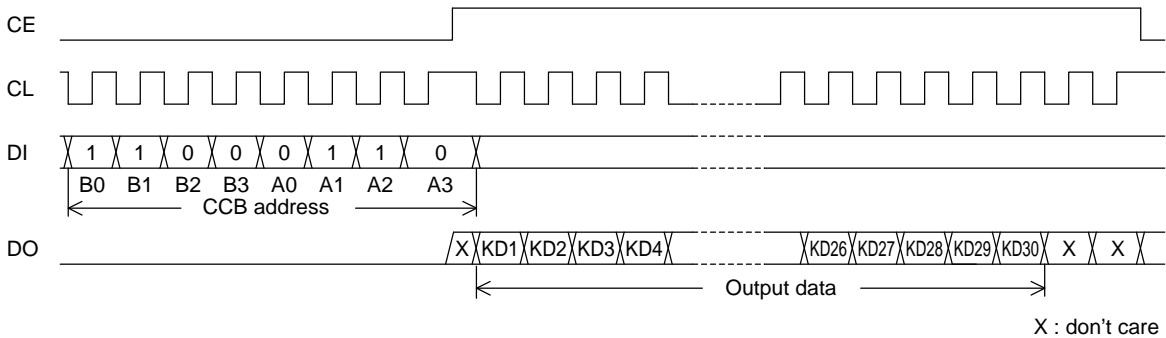 CE
CL
DI 1 1 0 0 0 1 1 0
B0 B1 B2 B3 A0 A1 A2 A3
CCB address
DO X KD1 KD2 KD3 KD4 KD26 KD27 KD28 KD29 KD30 X X
Output data
X : don't care